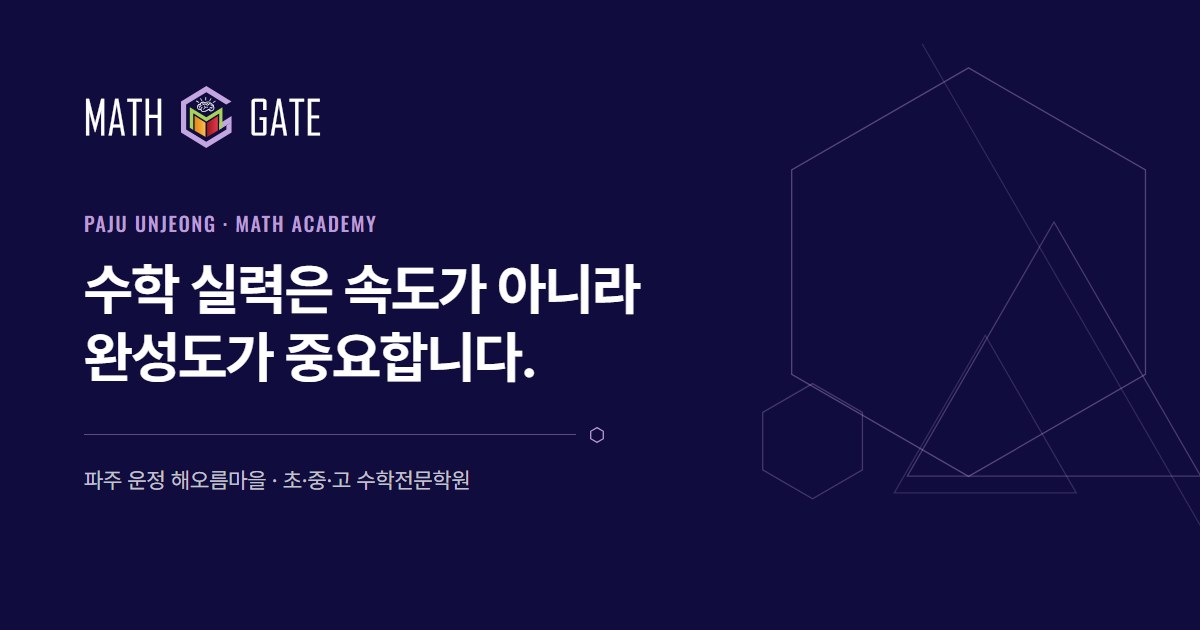 MATH GATE
PAJU UNJEONG · MATH ACADEMY
수학 실력은 속도가 아니라
완성도가 중요합니다.
파주 운정 해오름마을 · 초·중·고 수학전문학원